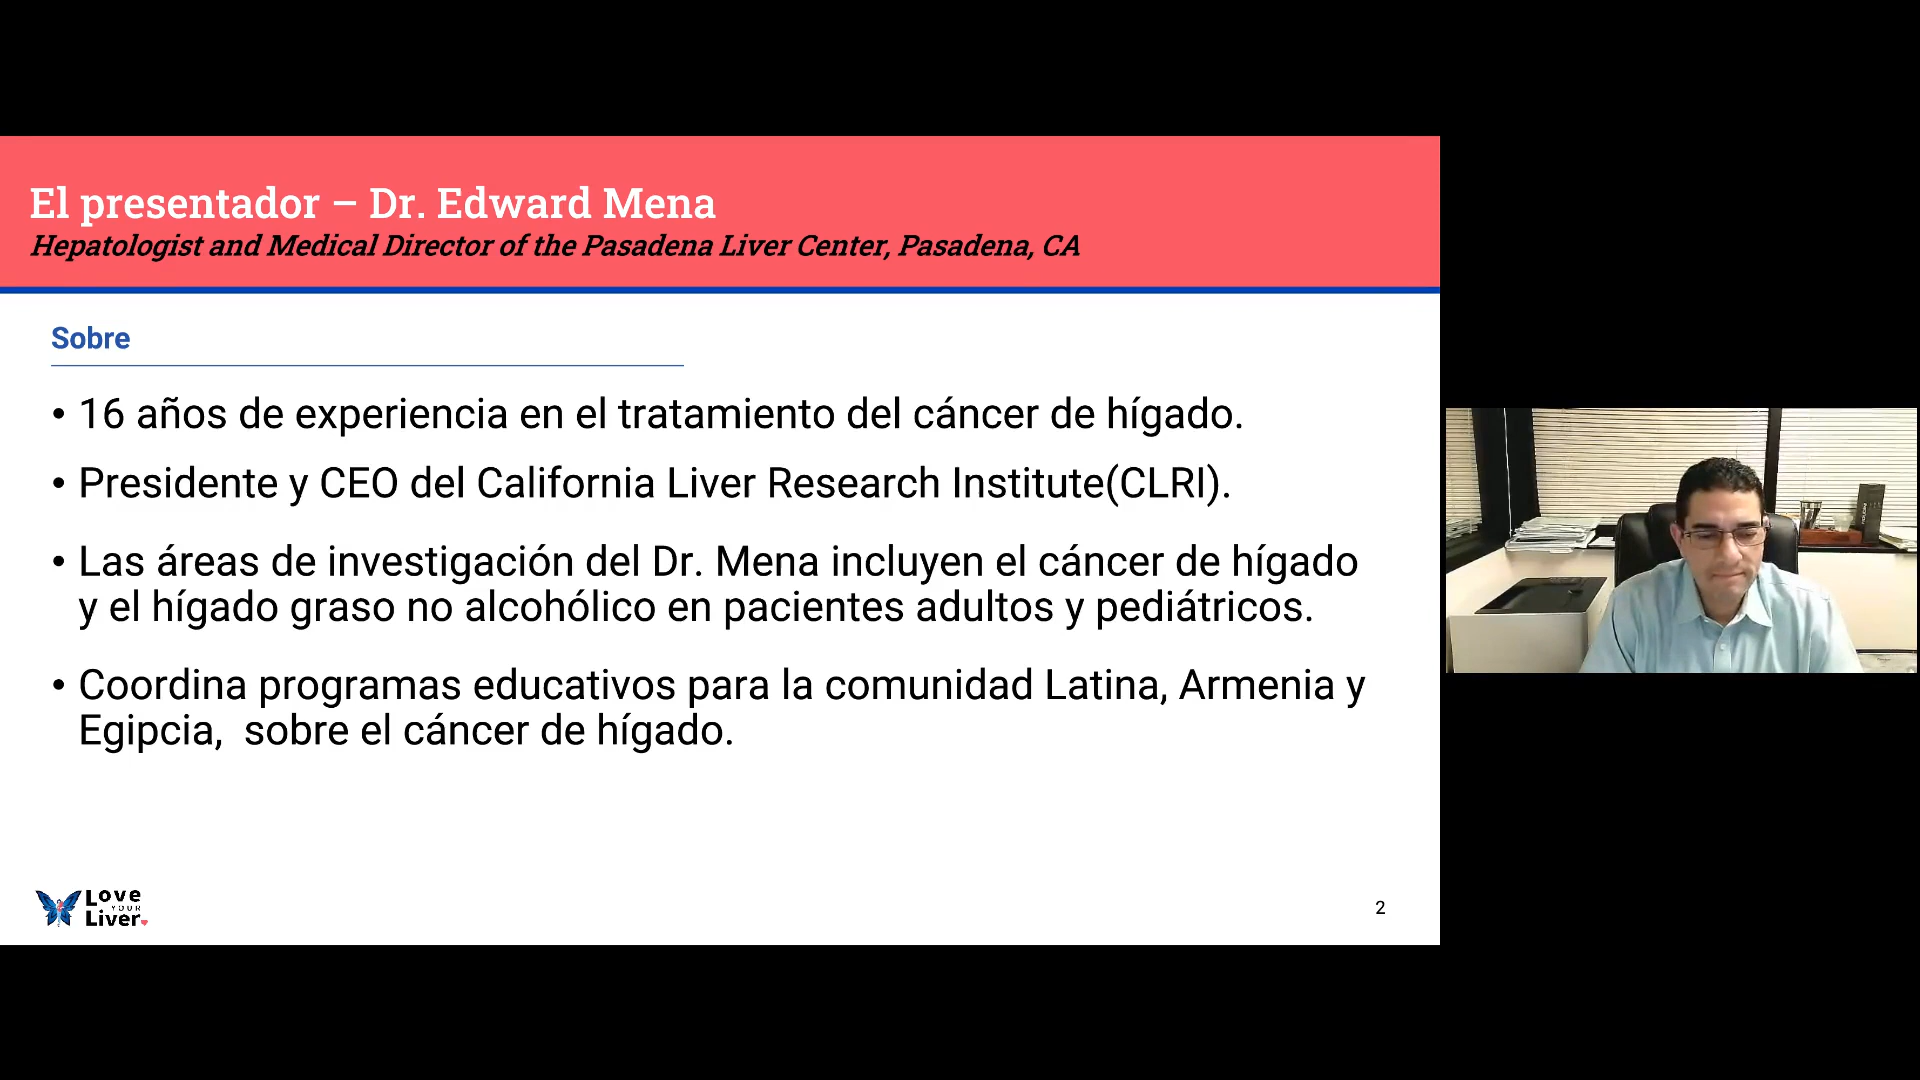 El presentador – Dr. Edward Mena
Hepatologist and Medical Director of the Pasadena Liver Center, Pasadena, CA
Sobre
• 16 años de experiencia en el tratamiento del cáncer de hígado.
• Presidente y CEO del California Liver Research Institute(CLRI).
• Las áreas de investigación del Dr. Mena incluyen el cáncer de hígado
y el hígado graso no alcohólico en pacientes adultos y pediátricos.
• Coordina programas educativos para la comunidad Latina, Armenia y
Egipcia,  sobre el cáncer de hígado.
Love
YOUR
Liver
2